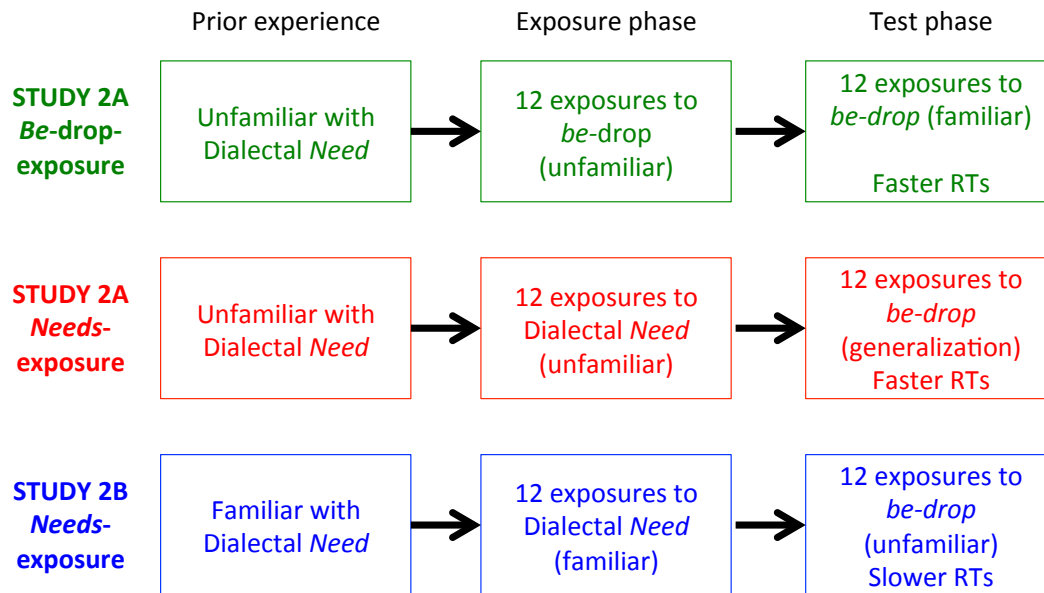 Prior experience
Exposure phase
Test phase
STUDY 2A
Be-drop-
exposure
Unfamiliar with
Dialectal Need
12 exposures to
be-drop
(unfamiliar)
12 exposures to
be-drop (familiar)
Faster RTs
STUDY 2A
Needs-
exposure
Unfamiliar with
Dialectal Need
12 exposures to
Dialectal Need
(unfamiliar)
12 exposures to
be-drop
(generalization)
Faster RTs
STUDY 2B
Needs-
exposure
Familiar with
Dialectal Need
12 exposures to
Dialectal Need
(familiar)
12 exposures to
be-drop
(unfamiliar)
Slower RTs